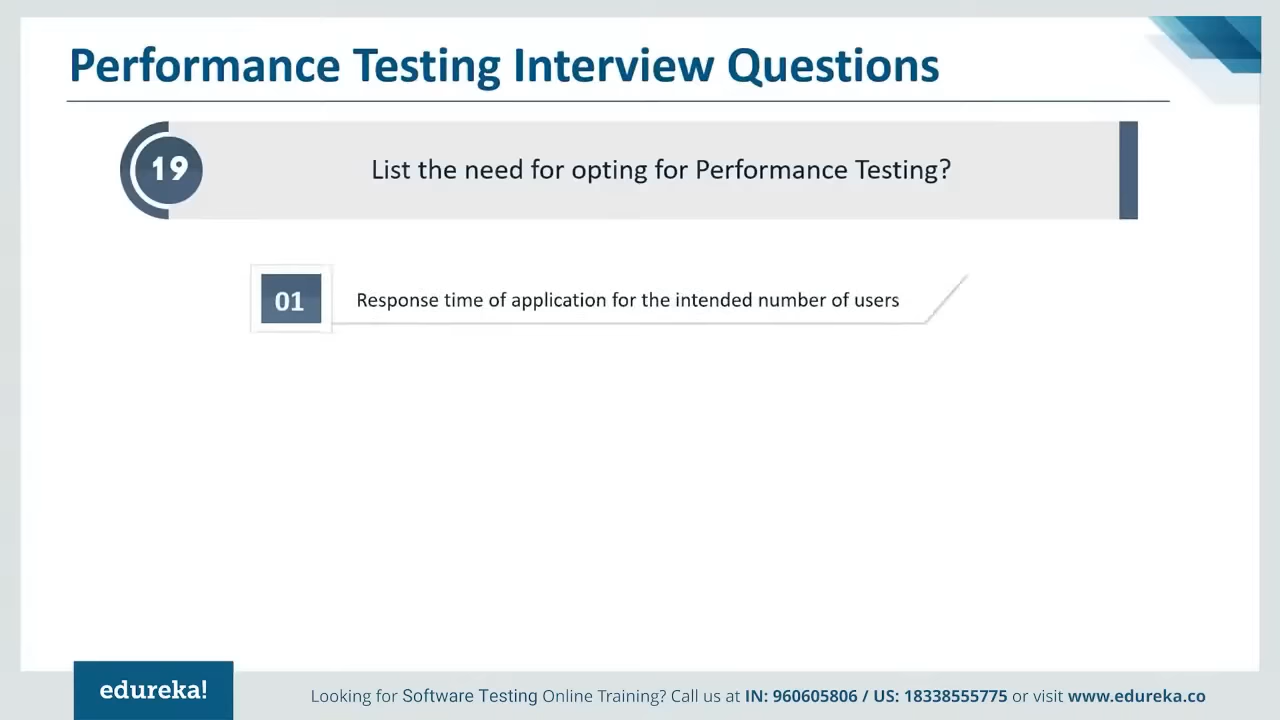 Performance Testing Interview Questions
19
List the need for opting for Performance Testing?
01
Response time of application for the intended number of users
edureka!
Looking for Software Testing Online Training? Call us at IN: 960605806 / US: 18338555775 or visit www.edureka.co